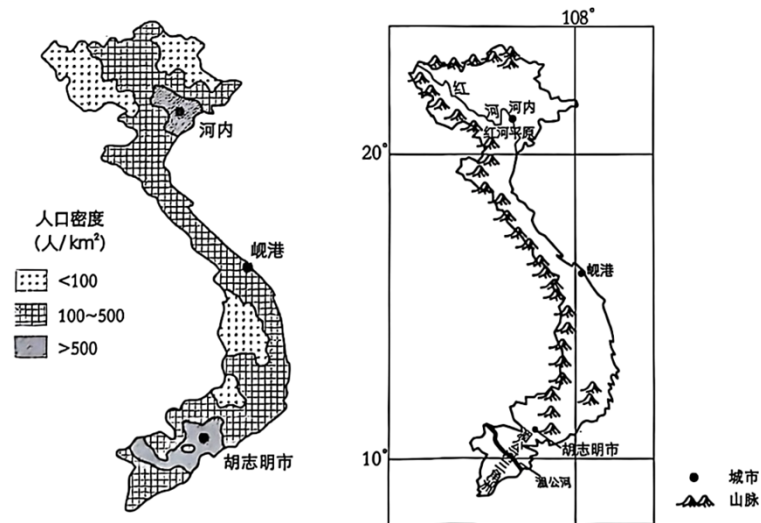 河内
人口密度
(人/km²)
<100
100~500
>500
岘港
胡志明市
108°
红
河
河内
红河平原
20°
岘港
10°
胡志明市
湄公河
城市
山脉